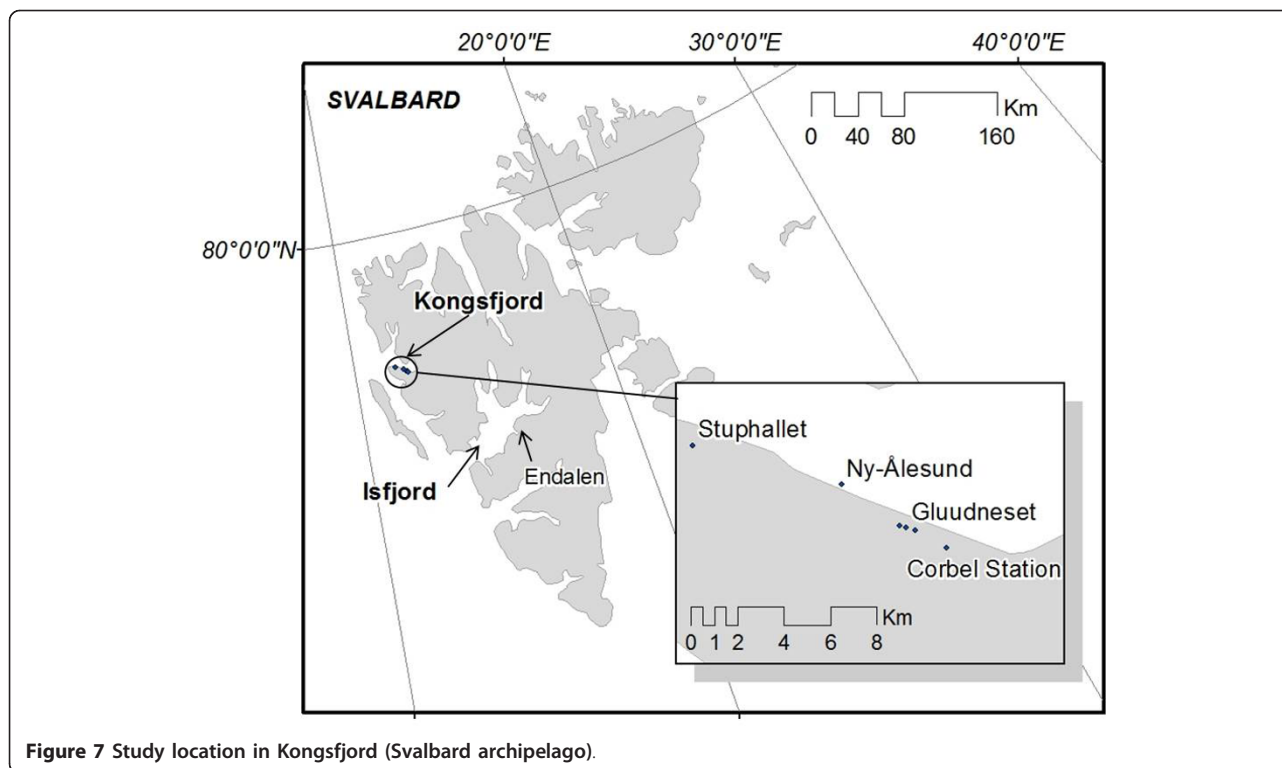 20°0'0"E 30°0'0"E 40°0'0"E
SVALBARD
Km
0 40 80 160
80°0'0"N
Kongsfjord
Stuphallet
Ny-Ålesund
Isfjord
Endalen
Gluudneset
Corbel Station
Km
0 1 2 4 6 8
Figure 7 Study location in Kongsfjord (Svalbard archipelago).